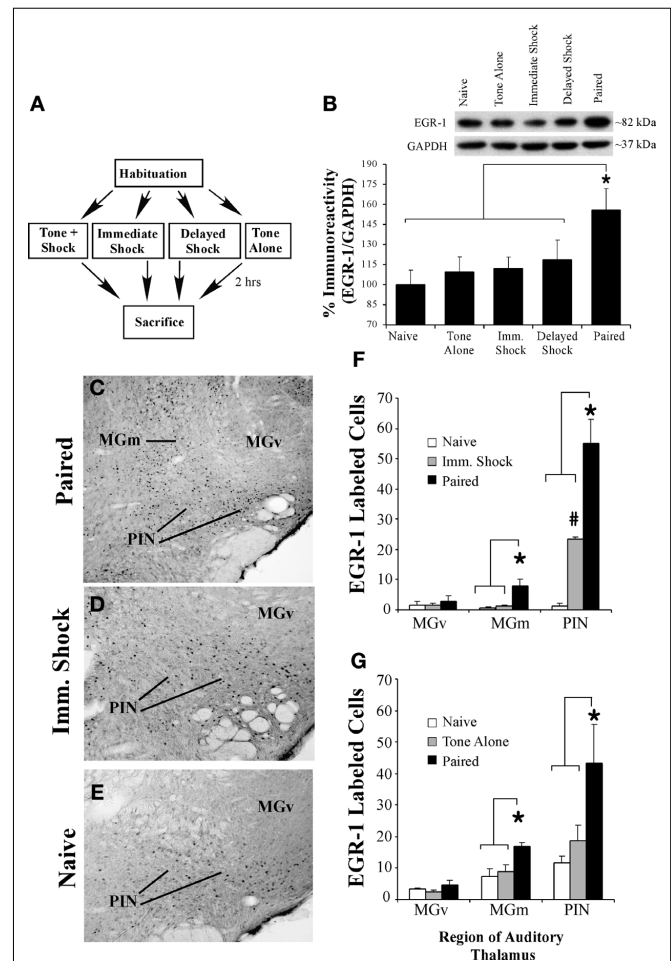 A
Habituation
Tone +
Shock
Immediate
Shock
Delayed
Shock
Tone
Alone
2 hrs
Sacrifice
B
Naive
Tone Alone
Immediate Shock
Delayed Shock
Paired
EGR-1
~82 kDa
GAPDH
~37 kDa
% Immunoreactivity
(EGR-1/GAPDH)
190
175
160
145
130
115
100
85
70
*
Naive
Tone
Alone
Imm.
Shock
Delayed
Shock
Paired
C
Paired
MGm
MGv
PIN
D
Imm. Shock
MGv
PIN
E
Naive
MGv
PIN
F
EGR-1 Labeled Cells
70
60
50
40
30
20
10
0
Naive
Imm. Shock
Paired
*
#
*
MGv
MGm
PIN
G
EGR-1 Labeled Cells
70
60
50
40
30
20
10
0
Naive
Tone Alone
Paired
*
*
MGv
MGm
PIN
Region of Auditory
Thalamus